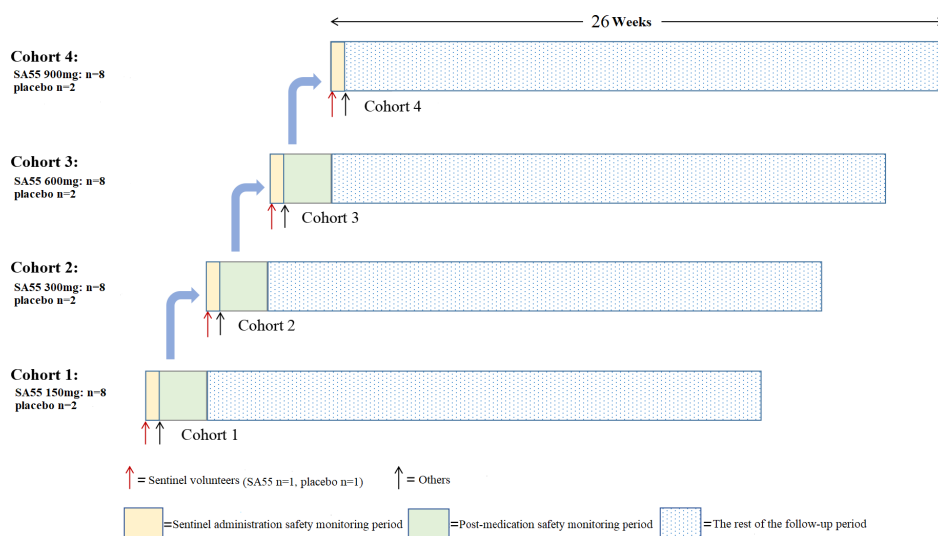 26 Weeks
Cohort 4:
SA55 900mg: n=8
placebo n=2
Cohort 4
Cohort 3:
SA55 600mg: n=8
placebo n=2
Cohort 3
Cohort 2:
SA55 300mg: n=8
placebo n=2
Cohort 2
Cohort 1:
SA55 150mg: n=8
placebo n=2
Cohort 1
= Sentinel volunteers (SA55 n=1, placebo n=1)
= Others
=Sentinel administration safety monitoring period
=Post-medication safety monitoring period
=The rest of the follow-up period